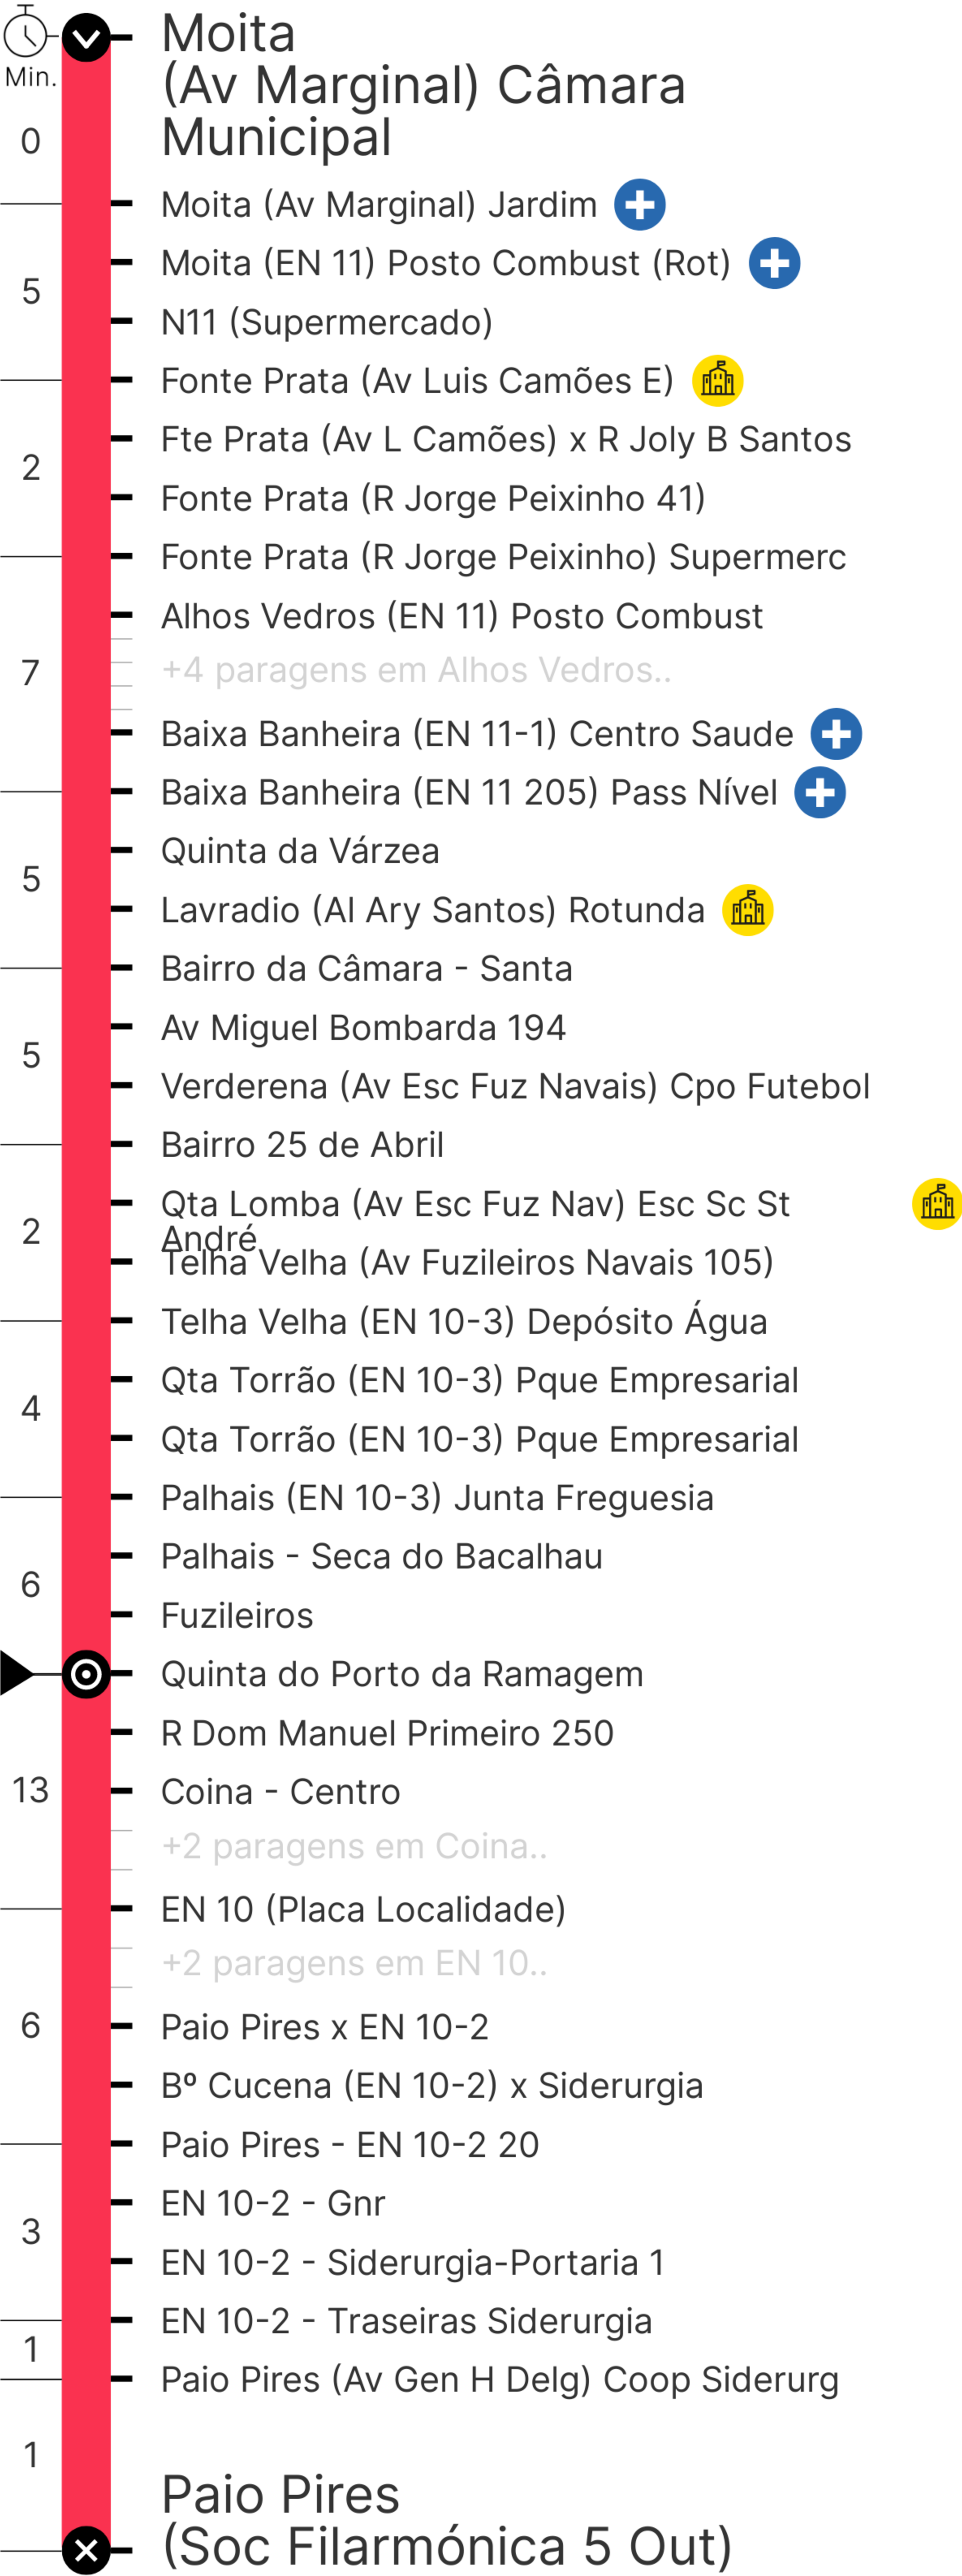 Moita
Min.
(Av Marginal) Câmara
0
Municipal
Moita (Av Marginal) Jardim
Moita (EN 11) Posto Combust (Rot)
5
N11 (Supermercado)
Fonte Prata (Av Luis Camões E)
Fte Prata (Av L Camões) x R Joly B Santos
2
Fonte Prata (R Jorge Peixinho 41)
Fonte Prata (R Jorge Peixinho) Supermerc
Alhos Vedros (EN 11) Posto Combust
7
+4 paragens em Alhos Vedros..
Baixa Banheira (EN 11-1) Centro Saude
Baixa Banheira (EN 11 205) Pass Nível
Quinta da Várzea
5
Lavradio (Al Ary Santos) Rotunda
Bairro da Câmara - Santa
Av Miguel Bombarda 194
5
Verderena (Av Esc Fuz Navais) Cpo Futebol
Bairro 25 de Abril
Qta Lomba (Av Esc Fuz Nav) Esc Sc St
2
André
Telha Velha (Av Fuzileiros Navais 105)
Telha Velha (EN 10-3) Depósito Água
Qta Torrão (EN 10-3) Pque Empresarial
4
Qta Torrão (EN 10-3) Pque Empresarial
Palhais (EN 10-3) Junta Freguesia
Palhais - Seca do Bacalhau
6
Fuzileiros
Quinta do Porto da Ramagem
R Dom Manuel Primeiro 250
13
Coina - Centro
+2 paragens em Coina..
EN 10 (Placa Localidade)
+2 paragens em EN 10..
6
Paio Pires x EN 10-2
Bº Cucena (EN 10-2) x Siderurgia
Paio Pires - EN 10-2 20
EN 10-2 - Gnr
3
EN 10-2 - Siderurgia-Portaria 1
EN 10-2 - Traseiras Siderurgia
1
Paio Pires (Av Gen H Delg) Coop Siderurg
1
Paio Pires
(Soc Filarmónica 5 Out)